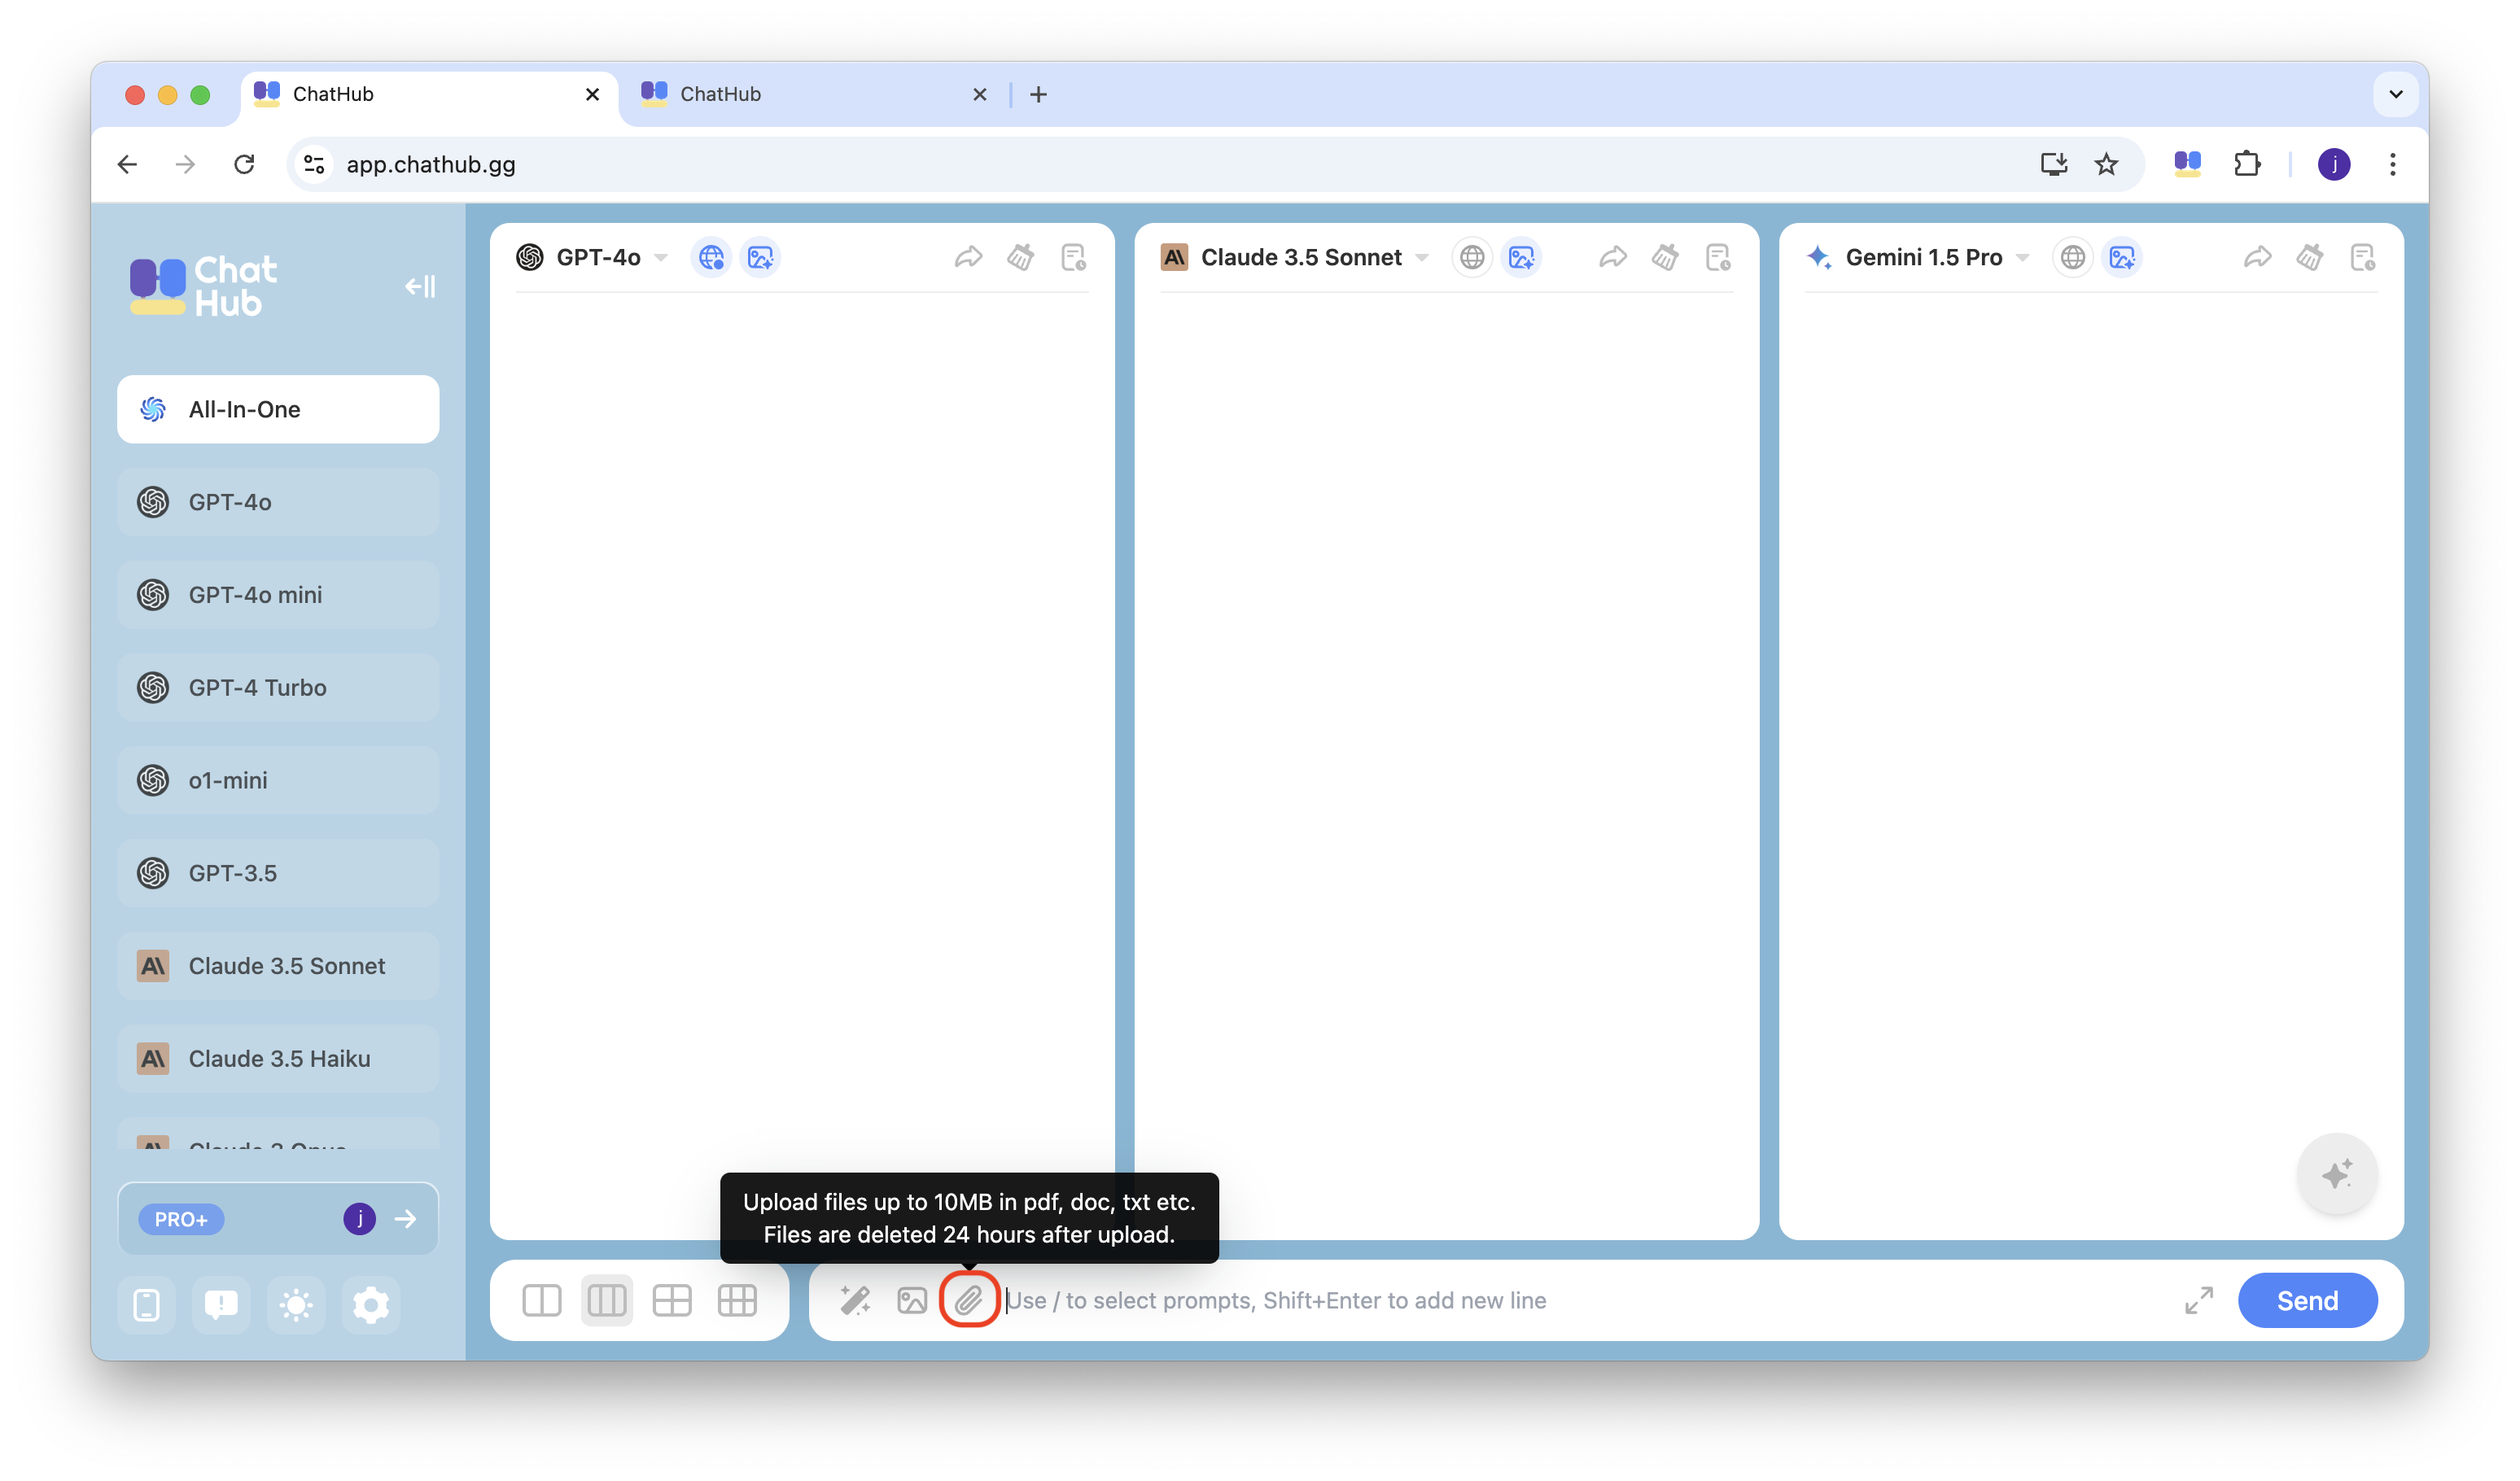 ChatHub
ChatHub
app.chathub.gg
j
Chat
Hub
All-In-One
GPT-4o
GPT-4o mini
GPT-4 Turbo
o1-mini
GPT-3.5
Claude 3.5 Sonnet
Claude 3.5 Haiku
Claude 3 Opus
PRO+
j
GPT-4o
Claude 3.5 Sonnet
Gemini 1.5 Pro
Upload files up to 10MB in pdf, doc, txt etc.
Files are deleted 24 hours after upload.
Use / to select prompts, Shift+Enter to add new line
Send